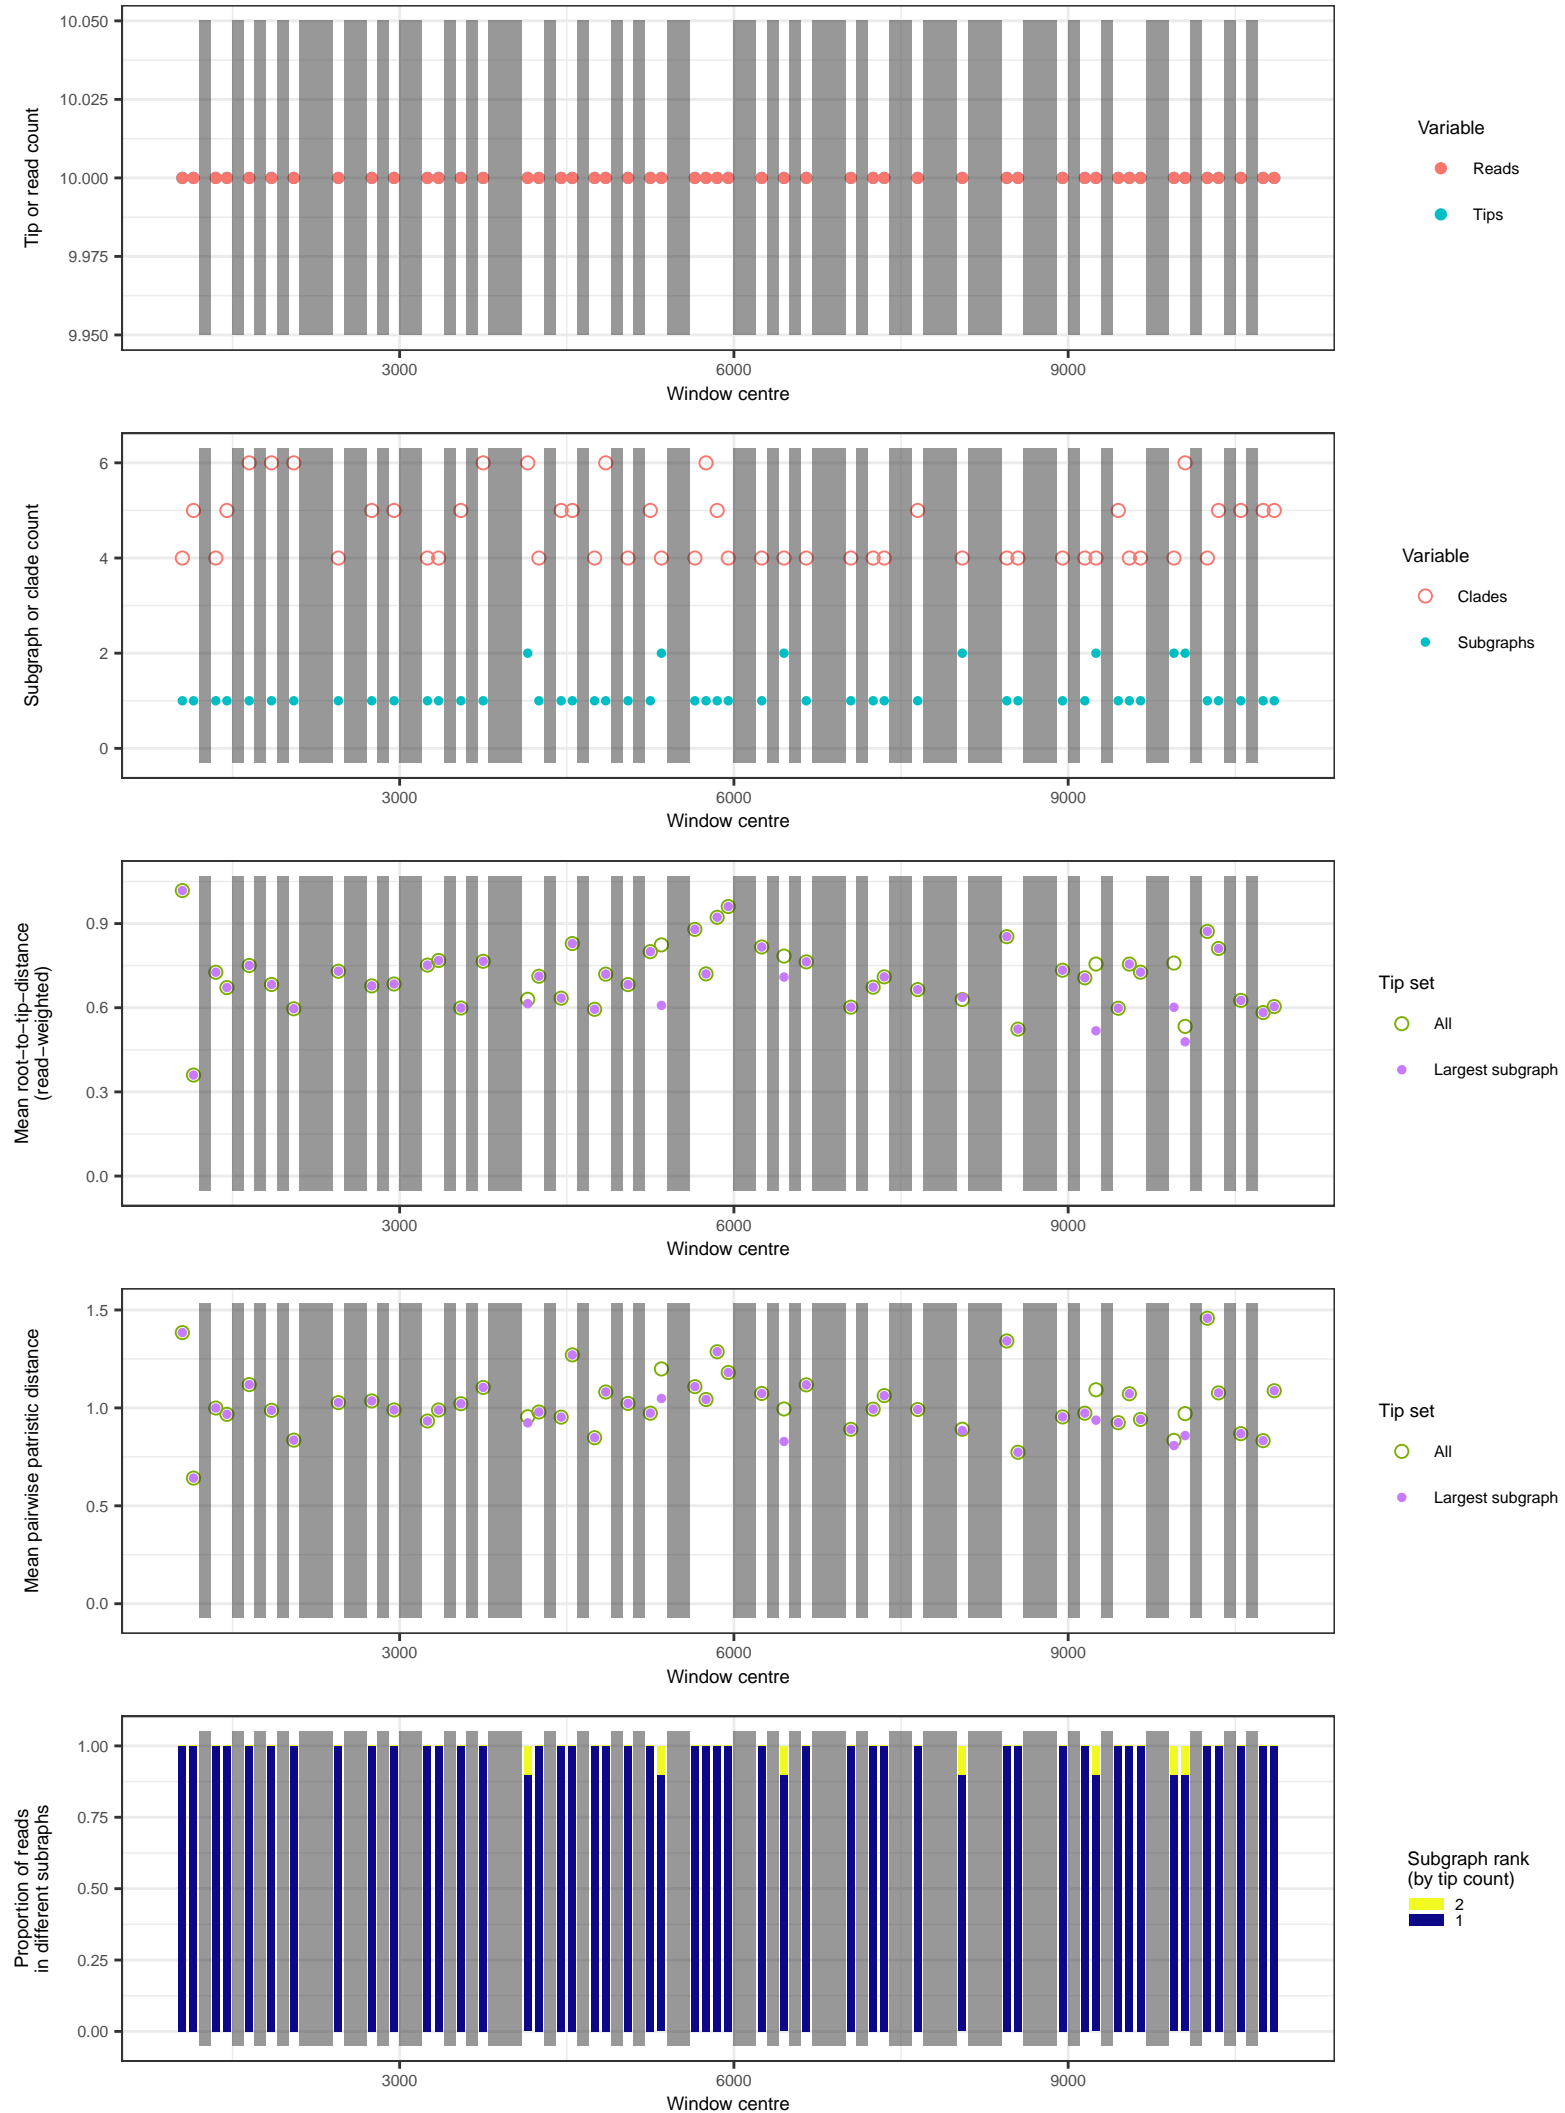 10.050
10.025
10.000
9.975
9.950
Tip or read count
3000
6000
9000
Window centre
Variable
Reads
Tips
6
4
2
0
Subgraph or clade count
3000
6000
9000
Window centre
Variable
Clades
Subgraphs
0.9
0.6
0.3
0.0
Mean root−to−tip−distance
(read−weighted)
3000
6000
9000
Window centre
Tip set
All
Largest subgraph
1.5
1.0
0.5
0.0
Mean pairwise patristic distance
3000
6000
9000
Window centre
Tip set
All
Largest subgraph
1.00
0.75
0.50
0.25
0.00
Proportion of reads
in different subraphs
3000
6000
9000
Window centre
Subgraph rank
(by tip count)
2
1